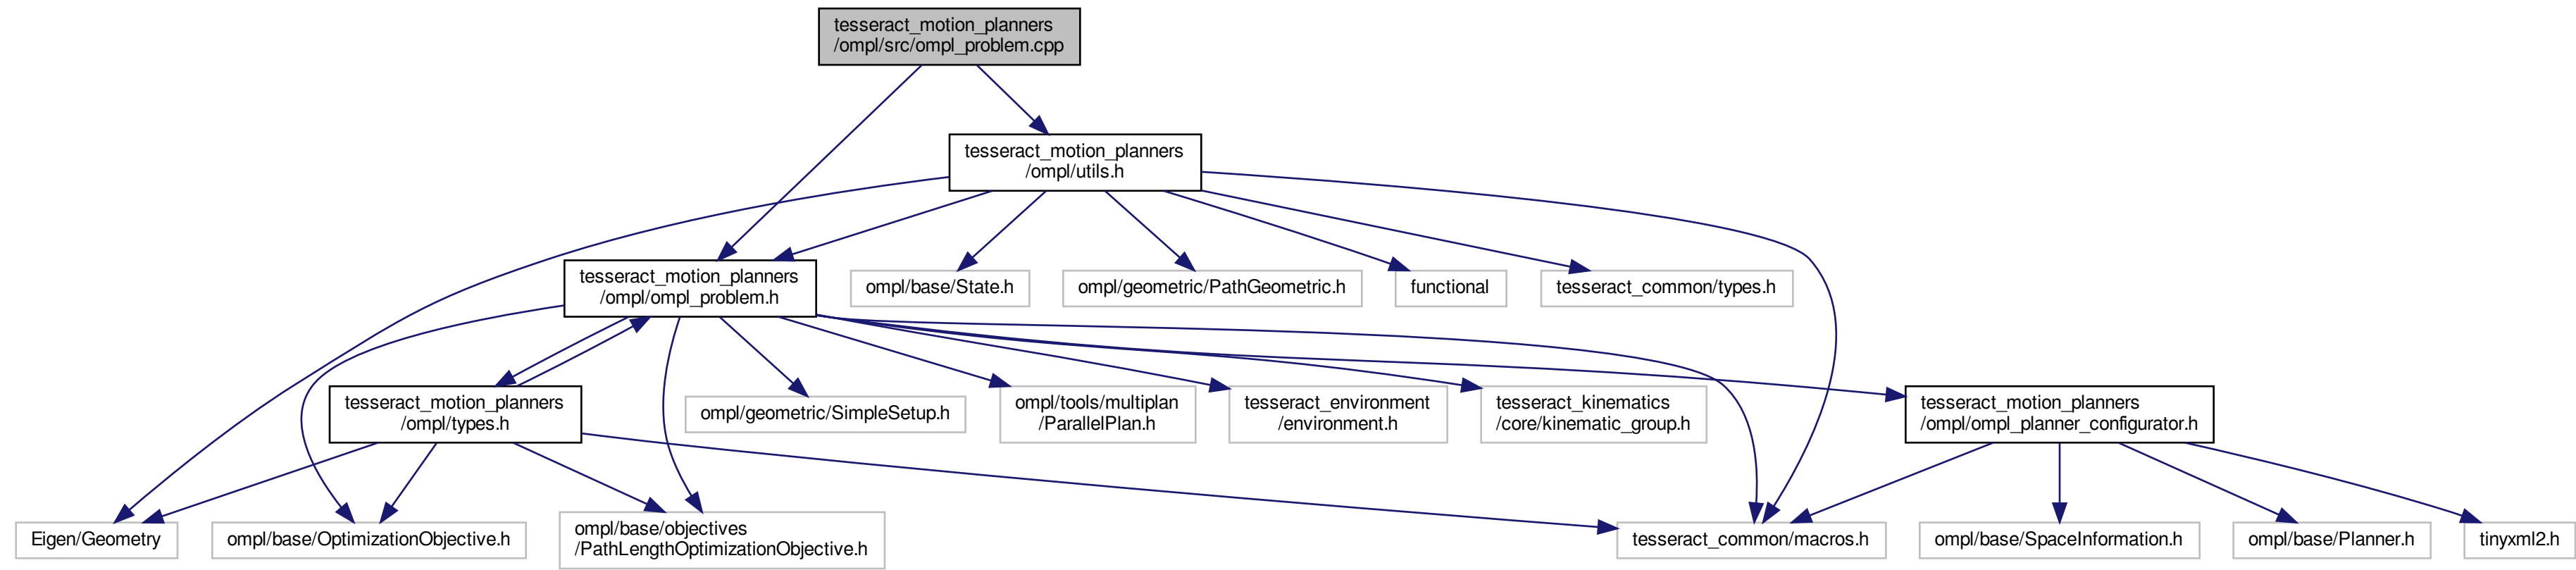 tesseract_motion_planners
/ompl/src/ompl_problem.cpp
tesseract_motion_planners
/ompl/utils.h
tesseract_motion_planners
/ompl/ompl_problem.h
ompl/base/State.h
ompl/geometric/PathGeometric.h
functional
tesseract_common/types.h
tesseract_motion_planners
/ompl/types.h
ompl/geometric/SimpleSetup.h
ompl/tools/multiplan
/ParallelPlan.h
tesseract_environment
/environment.h
tesseract_kinematics
/core/kinematic_group.h
tesseract_motion_planners
/ompl/ompl_planner_configurator.h
Eigen/Geometry
ompl/base/OptimizationObjective.h
ompl/base/objectives
/PathLengthOptimizationObjective.h
tesseract_common/macros.h
ompl/base/SpaceInformation.h
ompl/base/Planner.h
tinyxml2.h